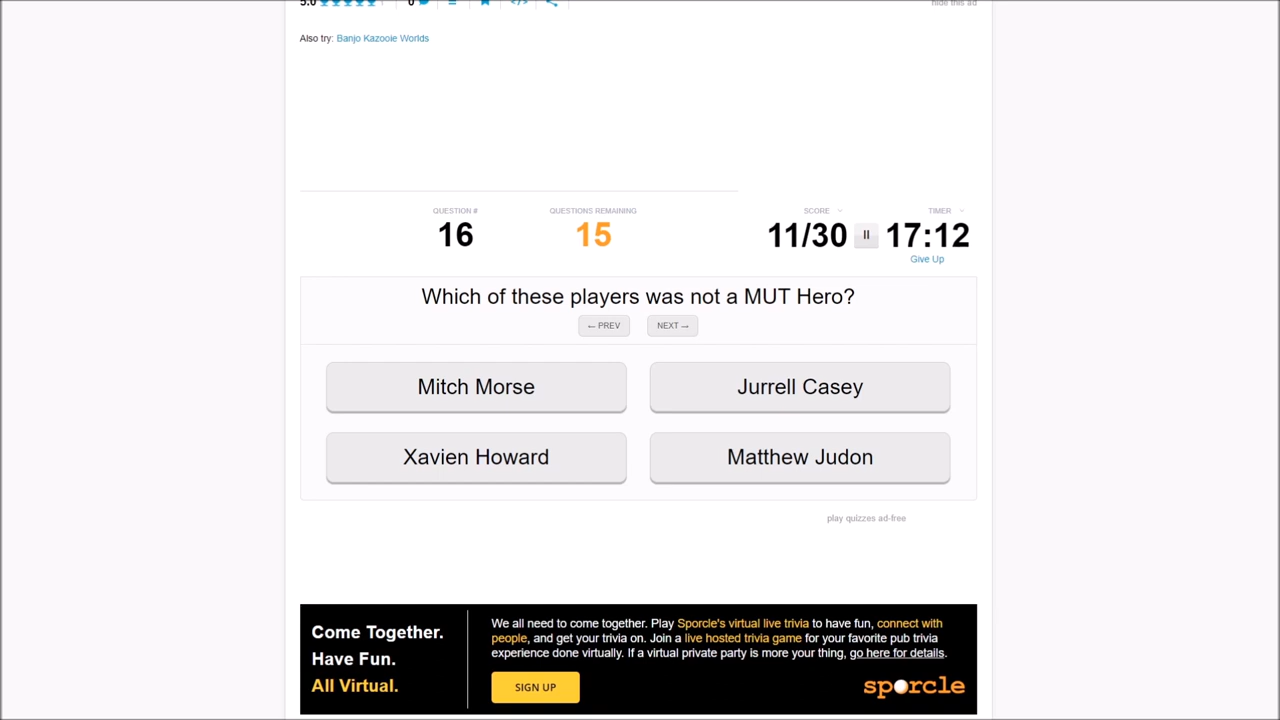 5.0 0 hide this ad
Also try: Banjo Kazooie Worlds
QUESTION # QUESTIONS REMAINING SCORE TIMER
16 15 11/30 17:12
Give Up
Which of these players was not a MUT Hero?
← PREV NEXT →
Mitch Morse Jurrell Casey
Xavien Howard Matthew Judon
play quizzes ad-free
Come Together.
Have Fun.
All Virtual.
We all need to come together. Play Sporcle's virtual live trivia to have fun, connect with
people, and get your trivia on. Join a live hosted trivia game for your favorite pub trivia
experience done virtually. If a virtual private party is more your thing, go here for details.
SIGN UP
sporcle